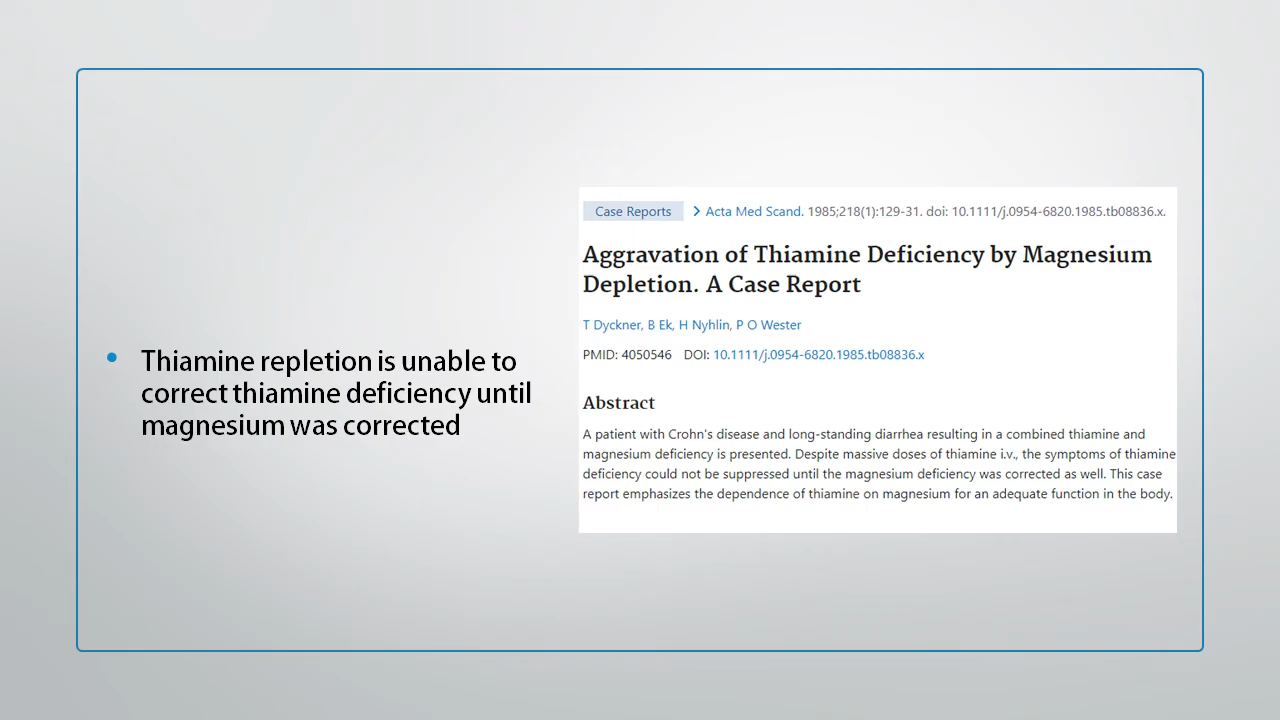 • Thiamine repletion is unable to
correct thiamine deficiency until
magnesium was corrected
Case Reports > Acta Med Scand. 1985;218(1):129-31. doi: 10.1111/j.0954-6820.1985.tb08836.x.
Aggravation of Thiamine Deficiency by Magnesium
Depletion. A Case Report
T Dyckner, B Ek, H Nyhlin, P O Wester
PMID: 4050546 DOI: 10.1111/j.0954-6820.1985.tb08836.x
Abstract
A patient with Crohn's disease and long-standing diarrhea resulting in a combined thiamine and
magnesium deficiency is presented. Despite massive doses of thiamine i.v., the symptoms of thiamine
deficiency could not be suppressed until the magnesium deficiency was corrected as well. This case
report emphasizes the dependence of thiamine on magnesium for an adequate function in the body.